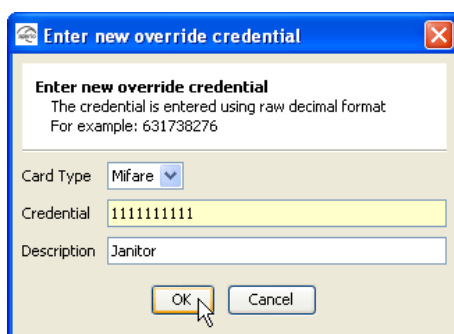 Enter new override credential
Enter new override credential
The credential is entered using raw decimal format
For example: 631738276
Card Type Mifare
Credential 1111111111
Description Janitor
OK Cancel